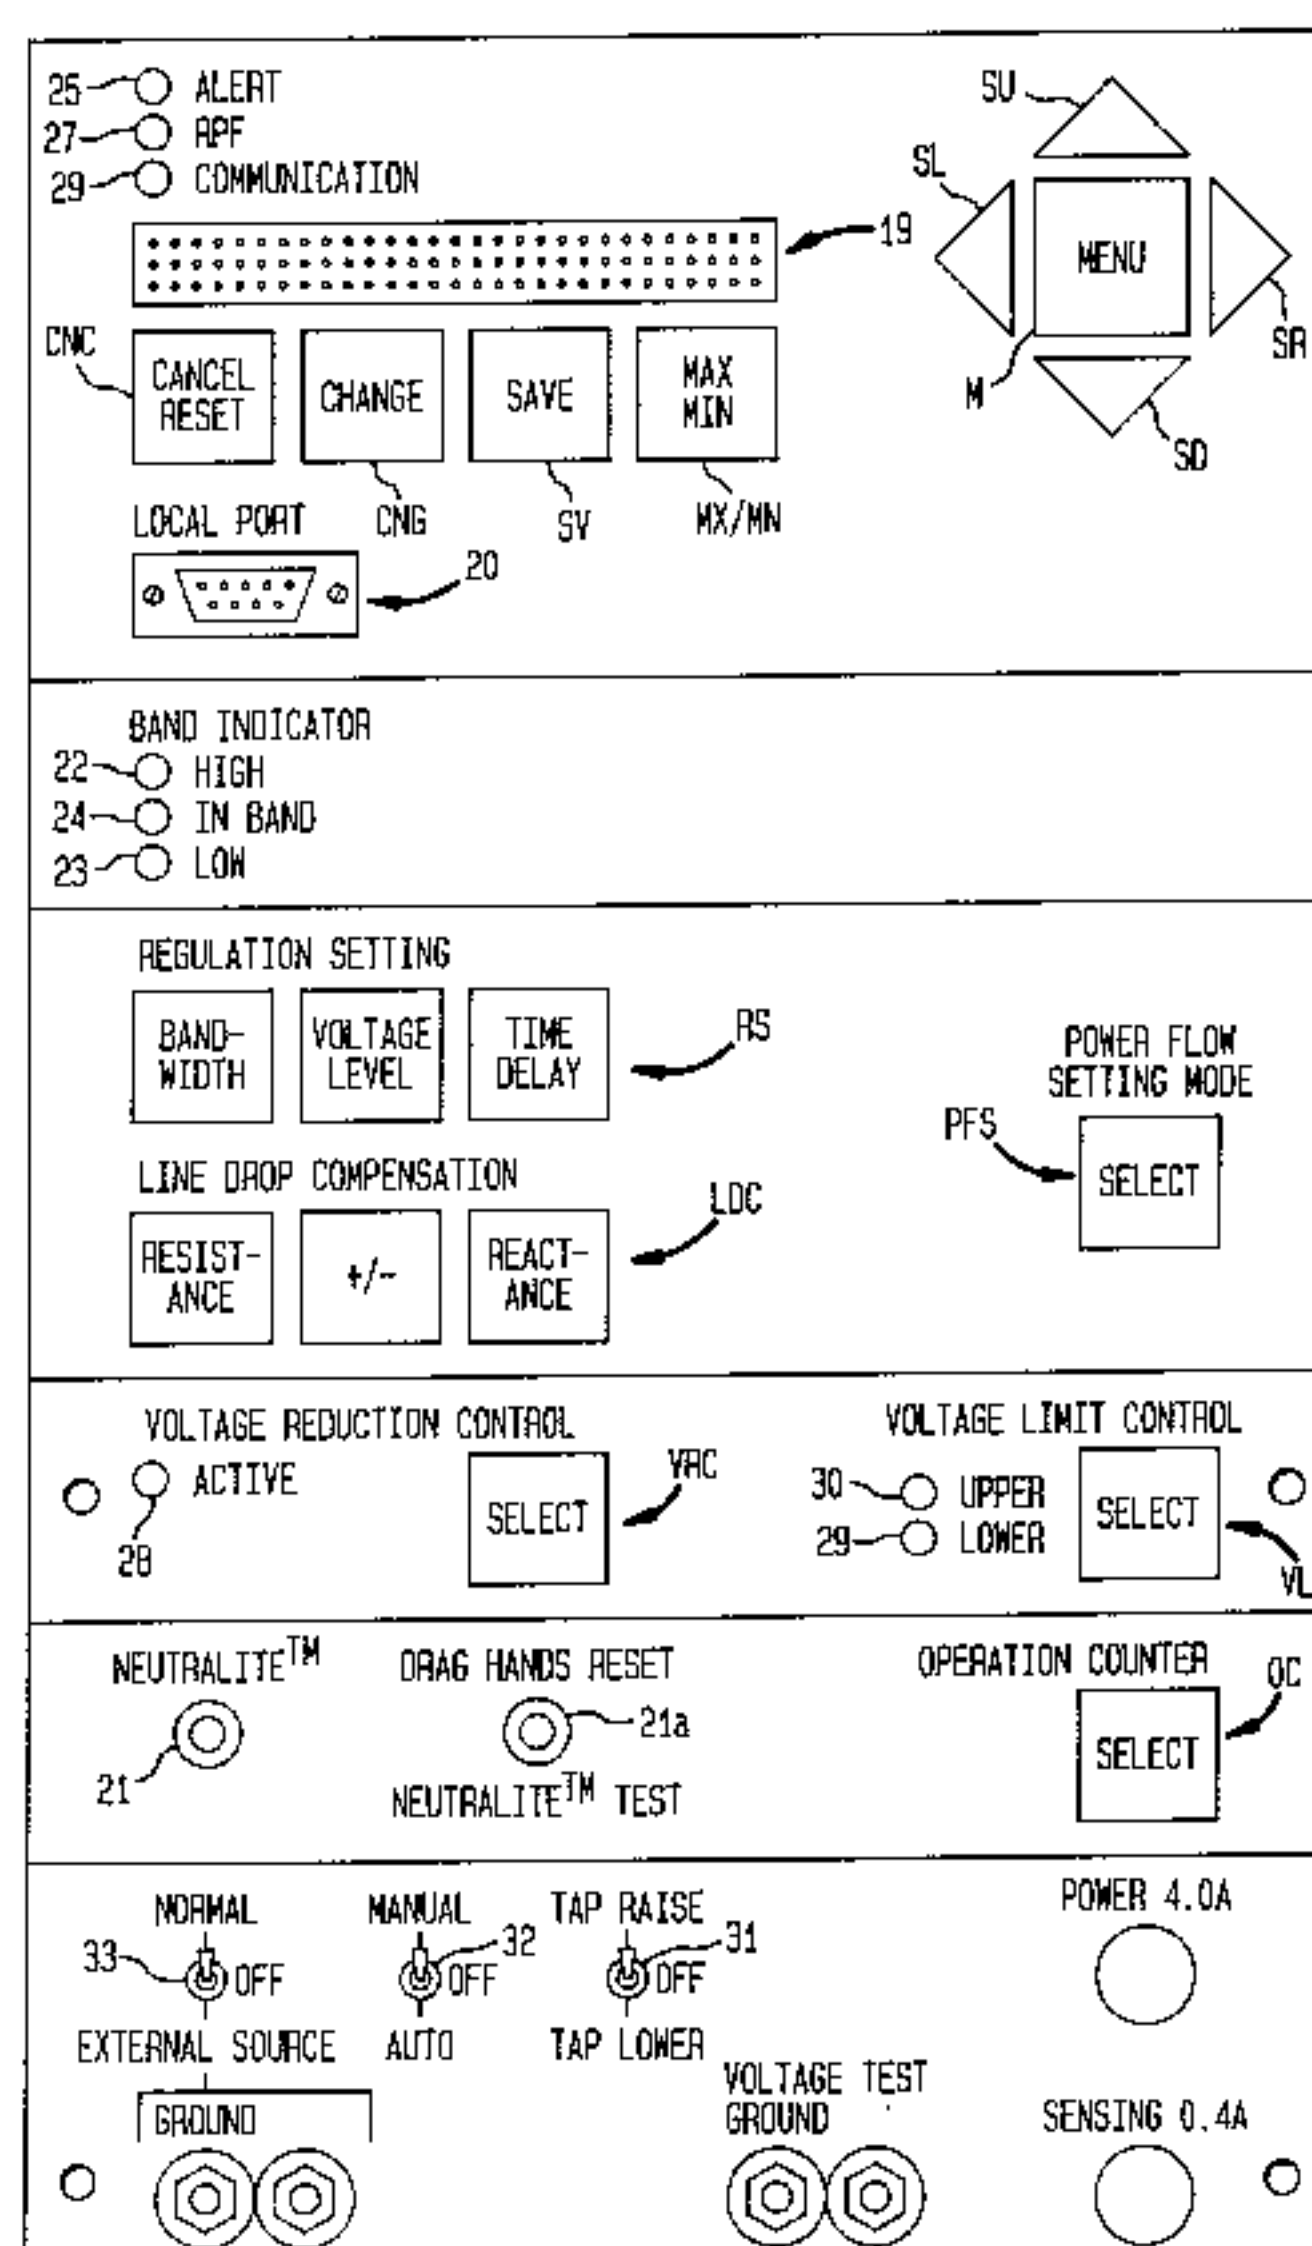 25 ALERT
27 RPF
29 COMMUNICATION
SU
SL
MENU
SR
M
SD
19
CNC
CANCEL
RESET
CHANGE
SAVE
MAX
MIN
CNG
SV
MX/MN
LOCAL PORT
20
BAND INDICATOR
22 HIGH
24 IN BAND
23 LOW
REGULATION SETTING
BAND-
WIDTH
VOLTAGE
LEVEL
TIME
DELAY
RS
POWER FLOW
SETTING MODE
PFS
SELECT
LINE DROP COMPENSATION
RESIST-
ANCE
+/-
REACT-
ANCE
LDC
VOLTAGE REDUCTION CONTROL
ACTIVE
28
SELECT
VRC
VOLTAGE LIMIT CONTROL
30 UPPER
29 LOWER
SELECT
VL
NEUTRALITE™
21
DRAG HANDS RESET
21a
NEUTRALITE™ TEST
OPERATION COUNTER
OC
SELECT
NORMAL
33 OFF
EXTERNAL SOURCE
GROUND
MANUAL
32
OFF
AUTO
TAP RAISE
31
OFF
TAP LOWER
POWER 4.0A
VOLTAGE TEST
GROUND
SENSING 0.4A